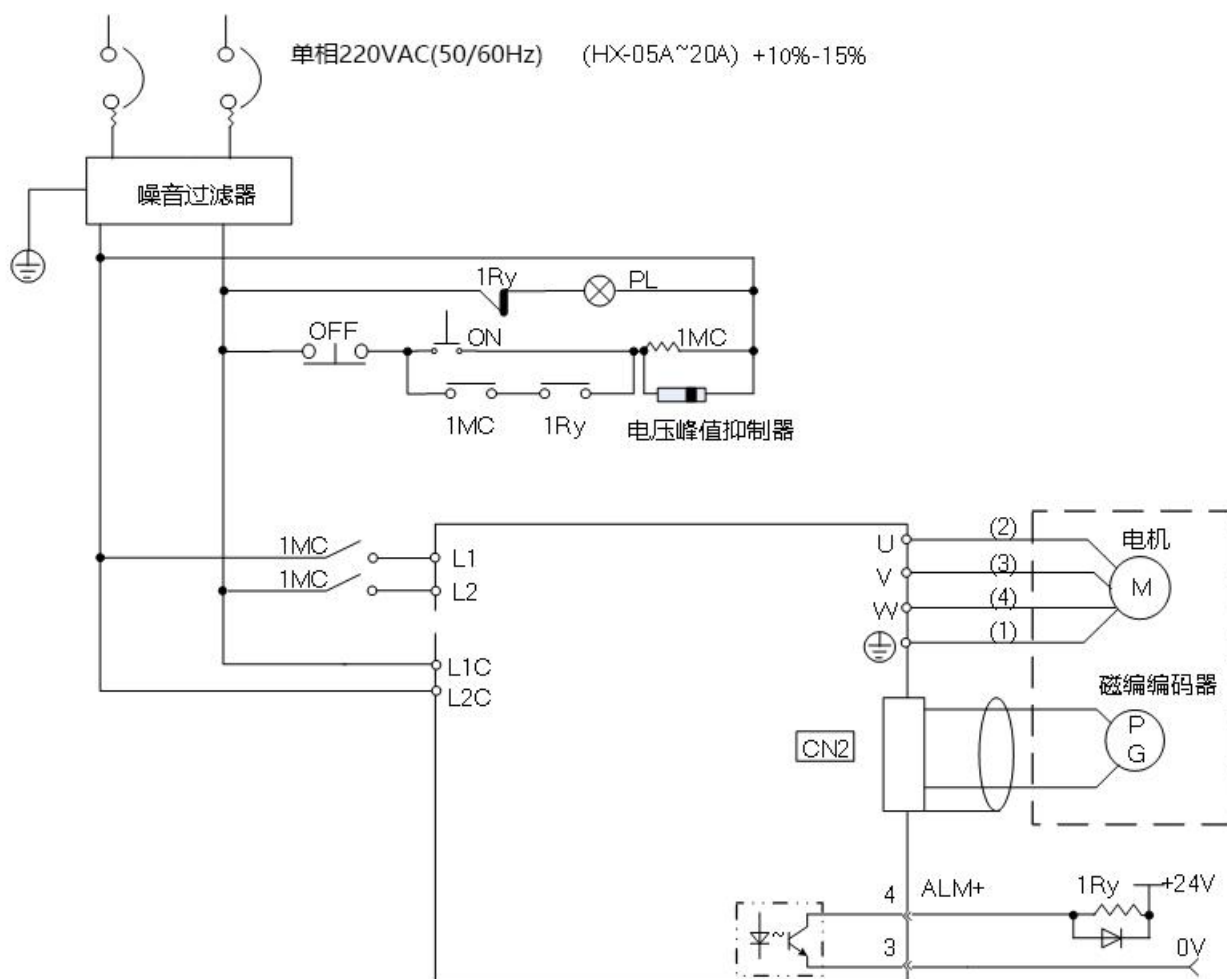 单相220VAC(50/60Hz) (HX-05A~20A) +10%-15%
噪音过滤器
1Ry
PL
OFF
ON
1MC
1MC
1Ry
电压峰值抑制器
1MC
L1
1MC
L2
L1C
L2C
U
(2)
V
(3)
W
(4)
(1)
电机
M
磁编编码器
P
G
CN2
4
ALM+
1Ry
+24V
3
0V
~